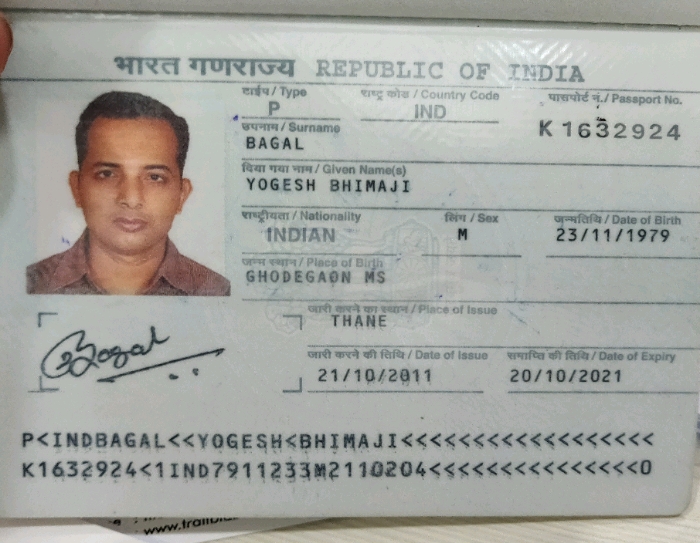 भारत गणराज्य REPUBLIC OF INDIA
टाईप / Type राष्ट्र कोड / Country Code पासपोर्ट नं. / Passport No.
P IND K 1632924
उपनाम / Surname
BAGAL
दिया गया नाम / Given Name(s)
YOGESH BHIMAJI
राष्ट्रीयता / Nationality लिंग / Sex जन्मतिथि / Date of Birth
INDIAN M 23/11/1979
जन्म स्थान / Place of Birth
GHODEGAON MS
जारी करने का स्थान / Place of Issue
THANE
Bagal
जारी करने की तिथि / Date of Issue समाप्ति की तिथि / Date of Expiry
21/10/2011 20/10/2021
P<INDBAGAL<<YOGESH<BHIMAJI<<<<<<<<<<<<<<<<<<
K1632924<1IND7911233M2110204<<<<<<<<<<<<<<<0